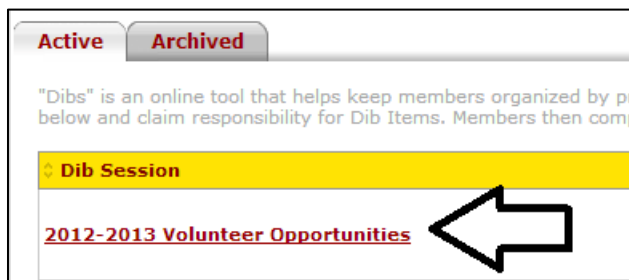 Active Archived
"Dibs" is an online tool that helps keep members organized by
below and claim responsibility for Dib Items. Members then
Dib Session
2012-2013 Volunteer Opportunities